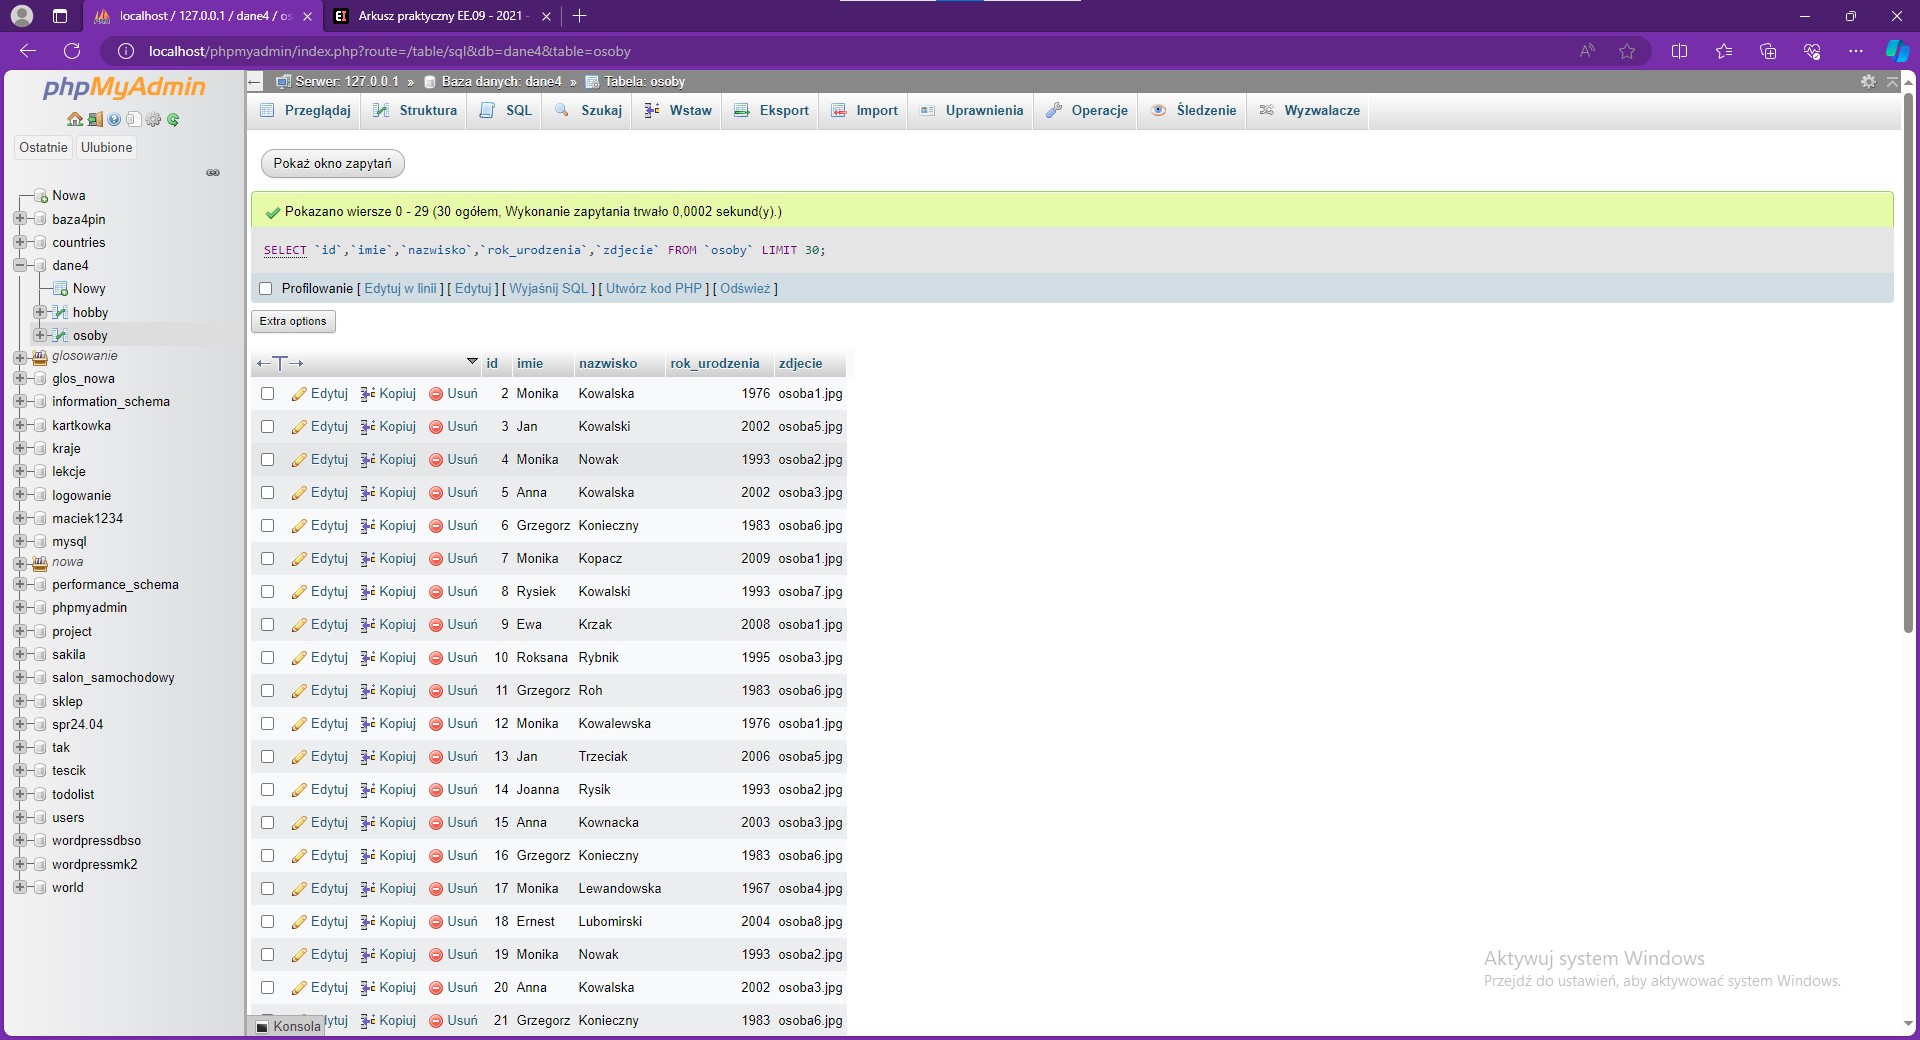 localhost / 127.0.0.1 / dane4 / os
Arkusz praktyczny EE.09 - 2021 -
localhost/phpmyadmin/index.php?route=/table/sql&db=dane4&table=osoby
phpMyAdmin
Ostatnie Ulubione
Nowa
baza4pin
countries
dane4
Nowy
hobby
osoby
glosowanie
glos_nowa
information_schema
kartkowka
kraje
lekcje
logowanie
maciek1234
mysql
nowa
performance_schema
phpmyadmin
project
sakila
salon_samochodowy
sklep
spr24.04
tak
tescik
todolist
users
wordpressdbso
wordpressmk2
world
Serwer: 127.0.0.1 » Baza danych: dane4 » Tabela: osoby
Przeglądaj Struktura SQL Szukaj Wstaw Eksport Import Uprawnienia Operacje Śledzenie Wyzwalacze
Pokaż okno zapytań
Pokazano wiersze 0 - 29 (30 ogółem, Wykonanie zapytania trwało 0,0002 sekund(y).)
SELECT `id`,`imie`,`nazwisko`,`rok_urodzenia`,`zdjecie` FROM `osoby` LIMIT 30;
Profilowanie [ Edytuj w linii ] [ Edytuj ] [ Wyjaśnij SQL ] [ Utwórz kod PHP ] [ Odśwież ]
Extra options
←T→ id imie nazwisko rok_urodzenia zdjecie
Edytuj Kopiuj Usuń 2 Monika Kowalska 1976 osoba1.jpg
Edytuj Kopiuj Usuń 3 Jan Kowalski 2002 osoba5.jpg
Edytuj Kopiuj Usuń 4 Monika Nowak 1993 osoba2.jpg
Edytuj Kopiuj Usuń 5 Anna Kowalska 2002 osoba3.jpg
Edytuj Kopiuj Usuń 6 Grzegorz Konieczny 1983 osoba6.jpg
Edytuj Kopiuj Usuń 7 Monika Kopacz 2009 osoba1.jpg
Edytuj Kopiuj Usuń 8 Rysiek Kowalski 1993 osoba7.jpg
Edytuj Kopiuj Usuń 9 Ewa Krzak 2008 osoba1.jpg
Edytuj Kopiuj Usuń 10 Roksana Rybnik 1995 osoba3.jpg
Edytuj Kopiuj Usuń 11 Grzegorz Roh 1983 osoba6.jpg
Edytuj Kopiuj Usuń 12 Monika Kowalewska 1976 osoba1.jpg
Edytuj Kopiuj Usuń 13 Jan Trzeciak 2006 osoba5.jpg
Edytuj Kopiuj Usuń 14 Joanna Rysik 1993 osoba2.jpg
Edytuj Kopiuj Usuń 15 Anna Kownacka 2003 osoba3.jpg
Edytuj Kopiuj Usuń 16 Grzegorz Konieczny 1983 osoba6.jpg
Edytuj Kopiuj Usuń 17 Monika Lewandowska 1967 osoba4.jpg
Edytuj Kopiuj Usuń 18 Ernest Lubomirski 2004 osoba8.jpg
Edytuj Kopiuj Usuń 19 Monika Nowak 1993 osoba2.jpg
Edytuj Kopiuj Usuń 20 Anna Kowalska 2002 osoba3.jpg
ytuj Kopiuj Usuń 21 Grzegorz Konieczny 1983 osoba6.jpg
Konsola
Aktywuj system Windows
Przejdź do ustawień, aby aktywować system Windows.